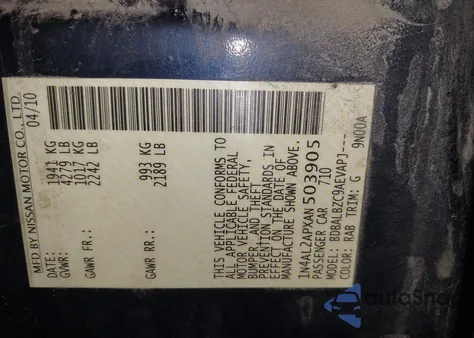 MFD BY NISSAN MOTOR CO., LTD.
04/10
DATE:
GVWR: 1941 KG
4279 LB
GAWR FR.: 1017 KG
2242 LB
GAWR RR.: 993 KG
2189 LB
THIS VEHICLE CONFORMS TO
ALL APPLICABLE FEDERAL
MOTOR VEHICLE SAFETY,
BUMPER, AND THEFT
PREVENTION STANDARDS IN
EFFECT ON THE DATE OF
MANUFACTURE SHOWN ABOVE.
1N4AL2APXAN503905
PASSENGER CAR 710
MODEL: BDBALBZC9AEVAPJ---
COLOR: RAB TRIM: G 9N00A
autoSnap